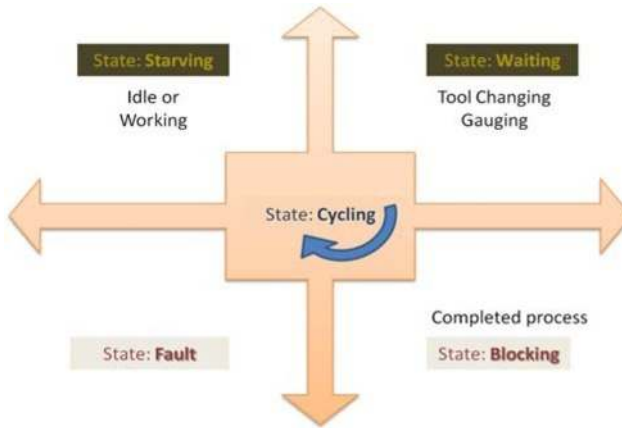 State: Starving
Idle or
Working
State: Waiting
Tool Changing
Gauging
State: Cycling
State: Fault
Completed process
State: Blocking